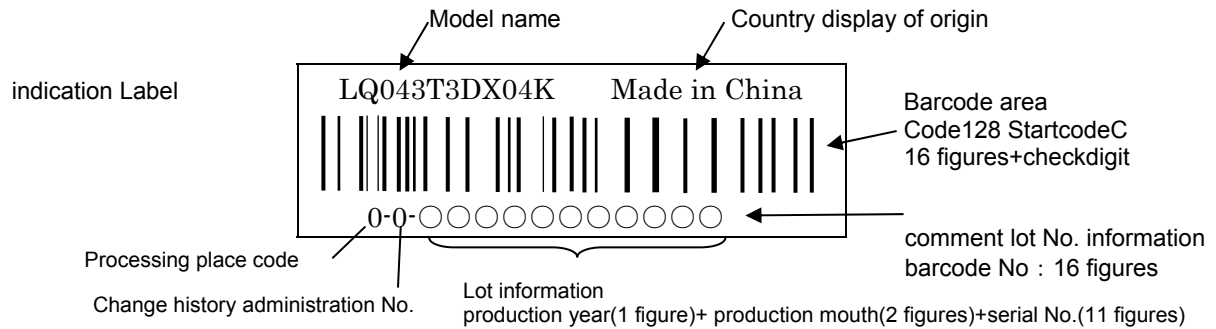 Model name
Country display of origin
indication Label
LQ043T3DX04K Made in China
Barcode area
Code128 StartcodeC
16 figures+checkdigit
0-0-○○○○○○○○○○○
comment lot No. information
barcode No：16 figures
Processing place code
Change history administration No.
Lot information
production year(1 figure)+ production mouth(2 figures)+serial No.(11 figures)